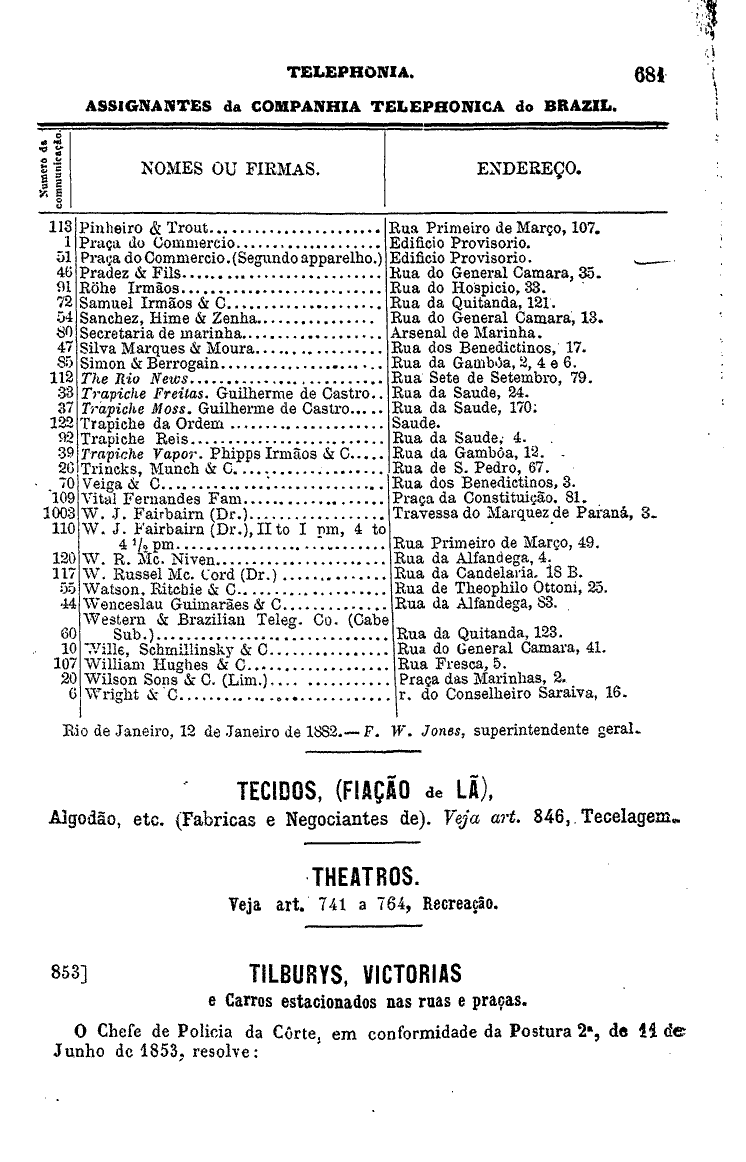 TELEPHONIA. 681
ASSIGNANTES da COMPANHIA TELEPHONICA do BRAZIL.
Numero da communicação. NOMES OU FIRMAS. ENDEREÇO.
113 Pinheiro & Trout....................... Rua Primeiro de Março, 107.
1 Praça do Commercio................... Edificio Provisorio.
51 Praça do Commercio.(Segundo apparelho.) Edificio Provisorio.
46 Pradez & Fils........................... Rua do General Camara, 35.
91 Röhe Irmãos........................... Rua do Hospicio, 33.
72 Samuel Irmãos & C.................... Rua da Quitanda, 121.
54 Sanchez, Hime & Zenha................ Rua do General Camara, 13.
80 Secretaria de marinha................... Arsenal de Marinha.
47 Silva Marques & Moura................. Rua dos Benedictinos, 17.
85 Simon & Berrogain...................... Rua da Gambôa, 2, 4 e 6.
112 The Rio News.......................... Rua Sete de Setembro, 79.
33 Trapiche Freitas. Guilherme de Castro.. Rua da Saude, 24.
37 Trapiche Moss. Guilherme de Castro..... Rua da Saude, 170.
122 Trapiche da Ordem .................... Saude.
92 Trapiche Reis.......................... Rua da Saude, 4.
39 Trapiche Vapor. Phipps Irmãos & C..... Rua da Gambôa, 12.
26 Trincks, Munch & C.................... Rua de S. Pedro, 67.
70 Veiga & C.............................. Rua dos Benedictinos, 3.
109 Vital Fernandes Fam................... Praça da Constituição. 81.
1003 W. J. Fairbairn (Dr.)................... Travessa do Marquez de Paraná, 3.
110 W. J. Fairbairn (Dr.), II to I pm, 4 to
4 1/2 pm............................ Rua Primeiro de Março, 49.
120 W. R. Mc. Niven....................... Rua da Alfandega, 4.
117 W. Russel Mc. Cord (Dr.) .............. Rua da Candelaria. 18 B.
55 Watson, Ritchie & C.................... Rua de Theophilo Ottoni, 25.
44 Wenceslau Guimarães & C.............. Rua da Alfandega, 83.
Western & Brazilian Teleg. Co. (Cabe
60 Sub.)............................... Rua da Quitanda, 123.
10 Wille, Schmillinsky & C................ Rua do General Camara, 41.
107 William Hughes & C................... Rua Fresca, 5.
20 Wilson Sons & C. (Lim.)................ Praça das Marinhas, 2.
6 Wright & C............................ r. do Conselheiro Saraiva, 16.
Rio de Janeiro, 12 de Janeiro de 1882.— F. W. Jones, superintendente geral.
TECIDOS, (FIAÇÃO de LÃ),
Algodão, etc. (Fabricas e Negociantes de). Veja art. 846, Tecelagem.
THEATROS.
Veja art. 741 a 764, Recreação.
853] TILBURYS, VICTORIAS
e Carros estacionados nas ruas e praças.
O Chefe de Policia da Côrte, em conformidade da Postura 2ª, de 11 de
Junho de 1853, resolve: